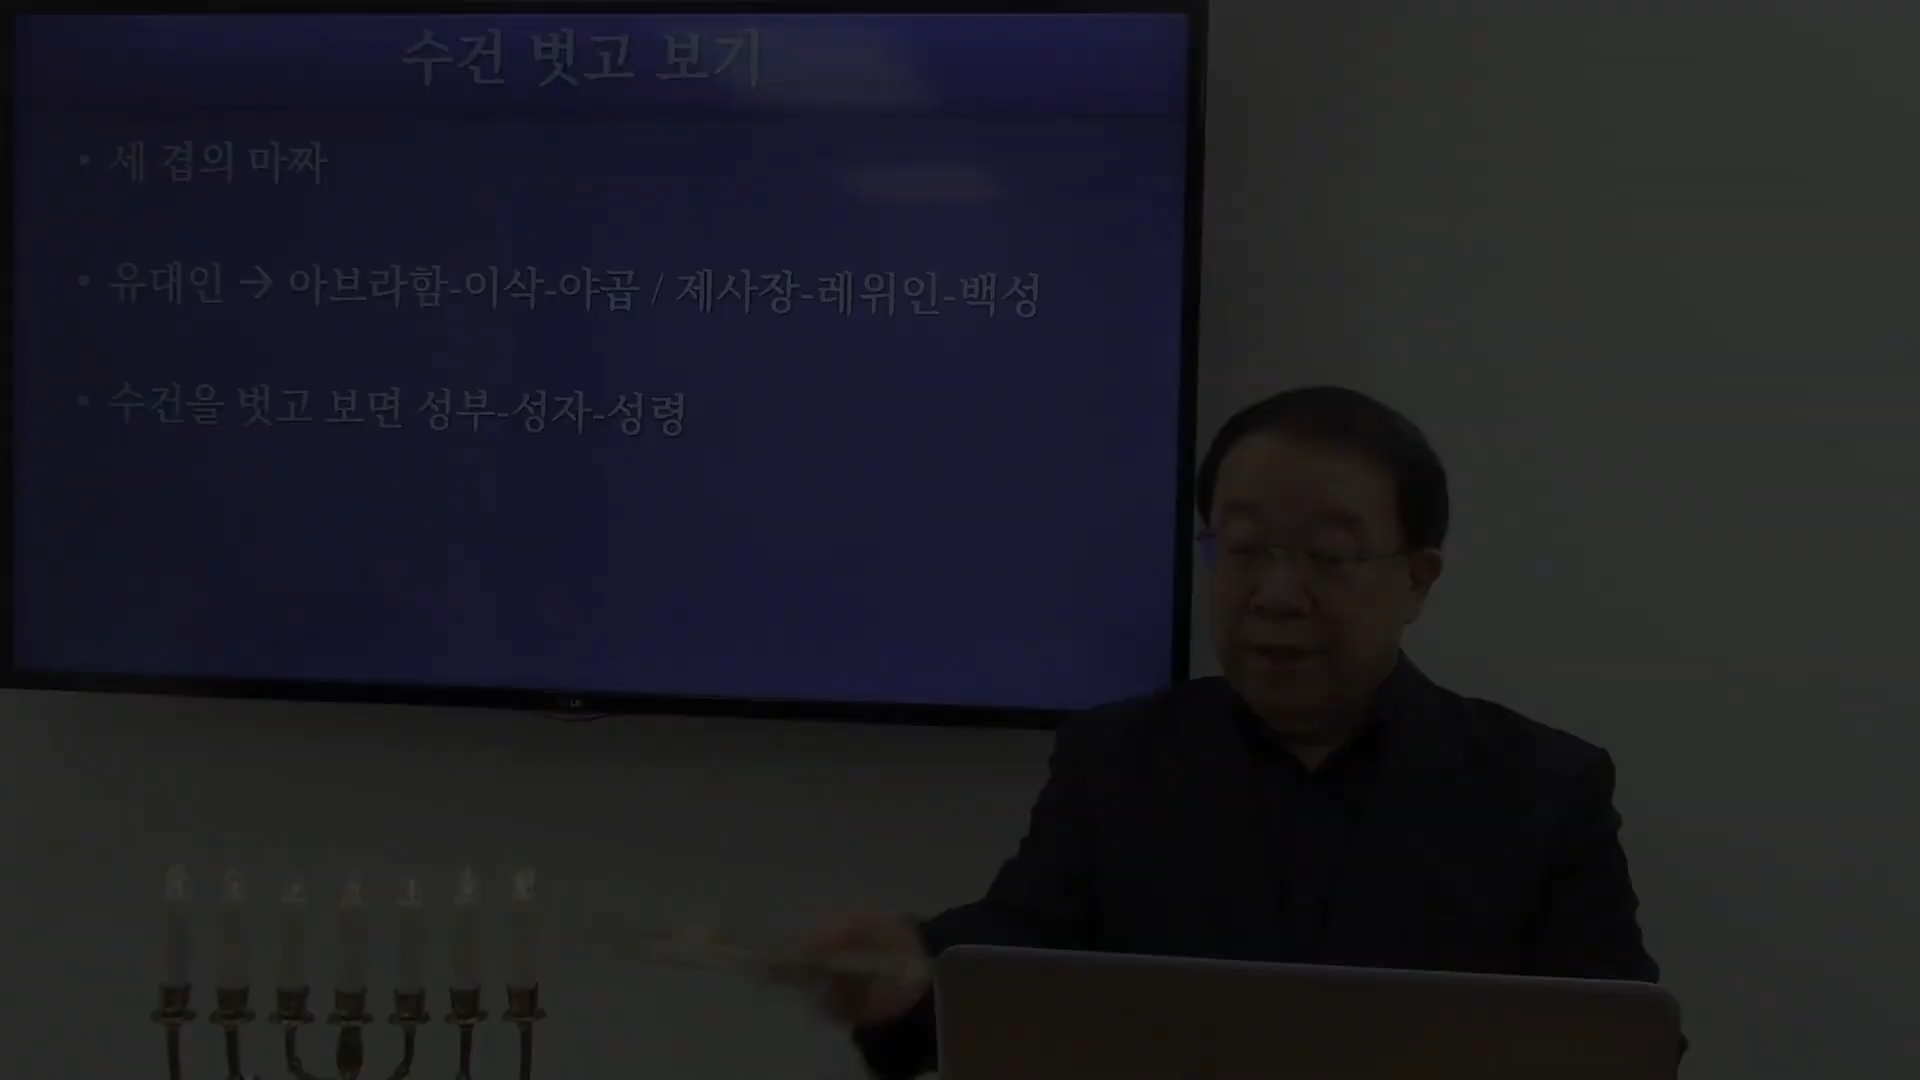 수건 벗고 보기
• 세 겹의 마짜
• 유대인 → 아브라함-이삭-야곱 / 제사장-레위인-백성
• 수건을 벗고 보면 성부-성자-성령
LG